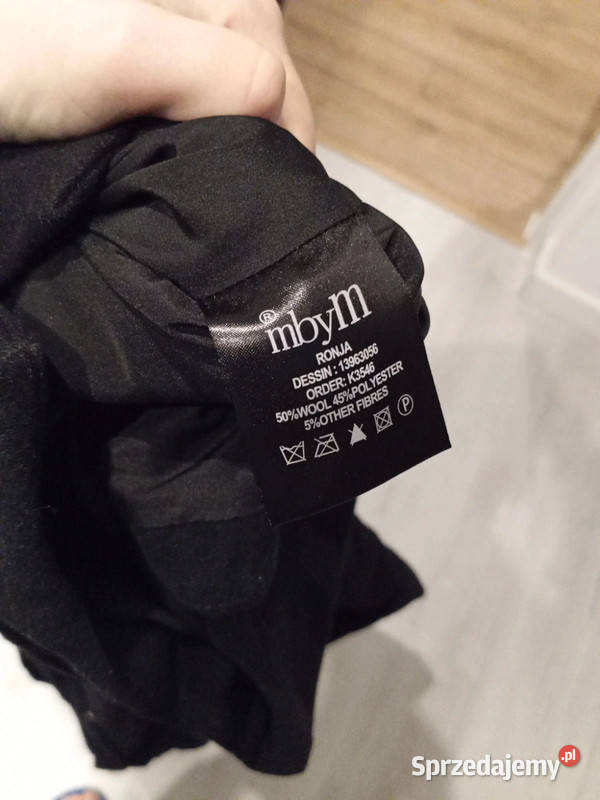 ® mbyM
RONJA
DESSIN : 13963056
ORDER: K3546
50%WOOL 45%POLYESTER
5%OTHER FIBRES
P
Sprzedajemy.pl